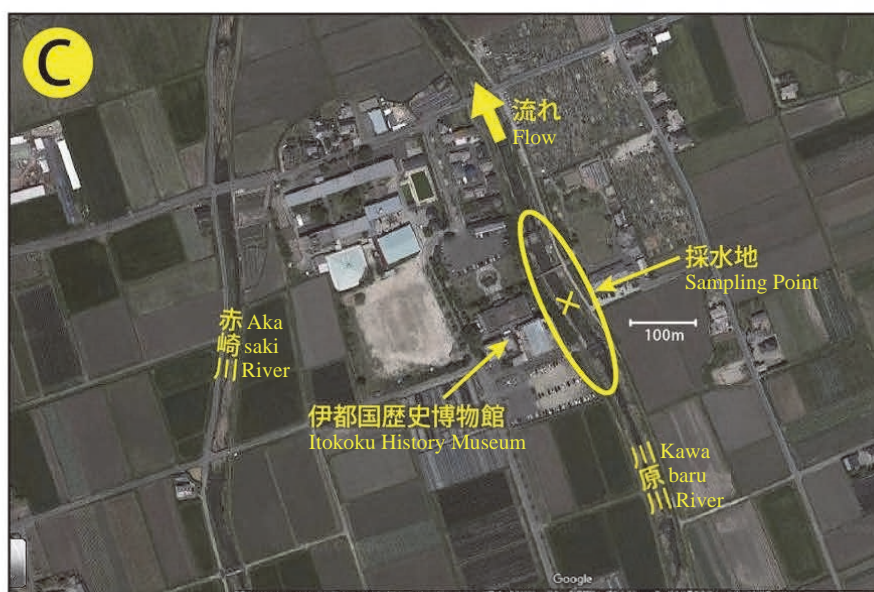 C
流れ
Flow
採水地
Sampling Point
100m
赤崎川
Aka
saki
River
伊都国歴史博物館
Itokoku History Museum
川原川
Kawa
baru
River
Google